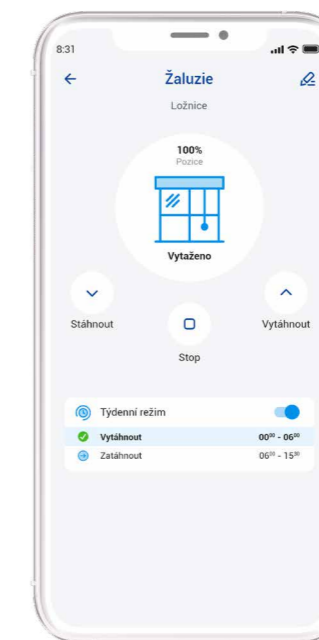 8:31
Žaluzie
Ložnice
100%
Pozice
Vytaženo
Stáhnout
Vytáhnout
Stop
Týdenní režim
Vytáhnout 00⁰⁰ - 06⁰⁰
Zatáhnout 06⁰⁰ - 15³⁰